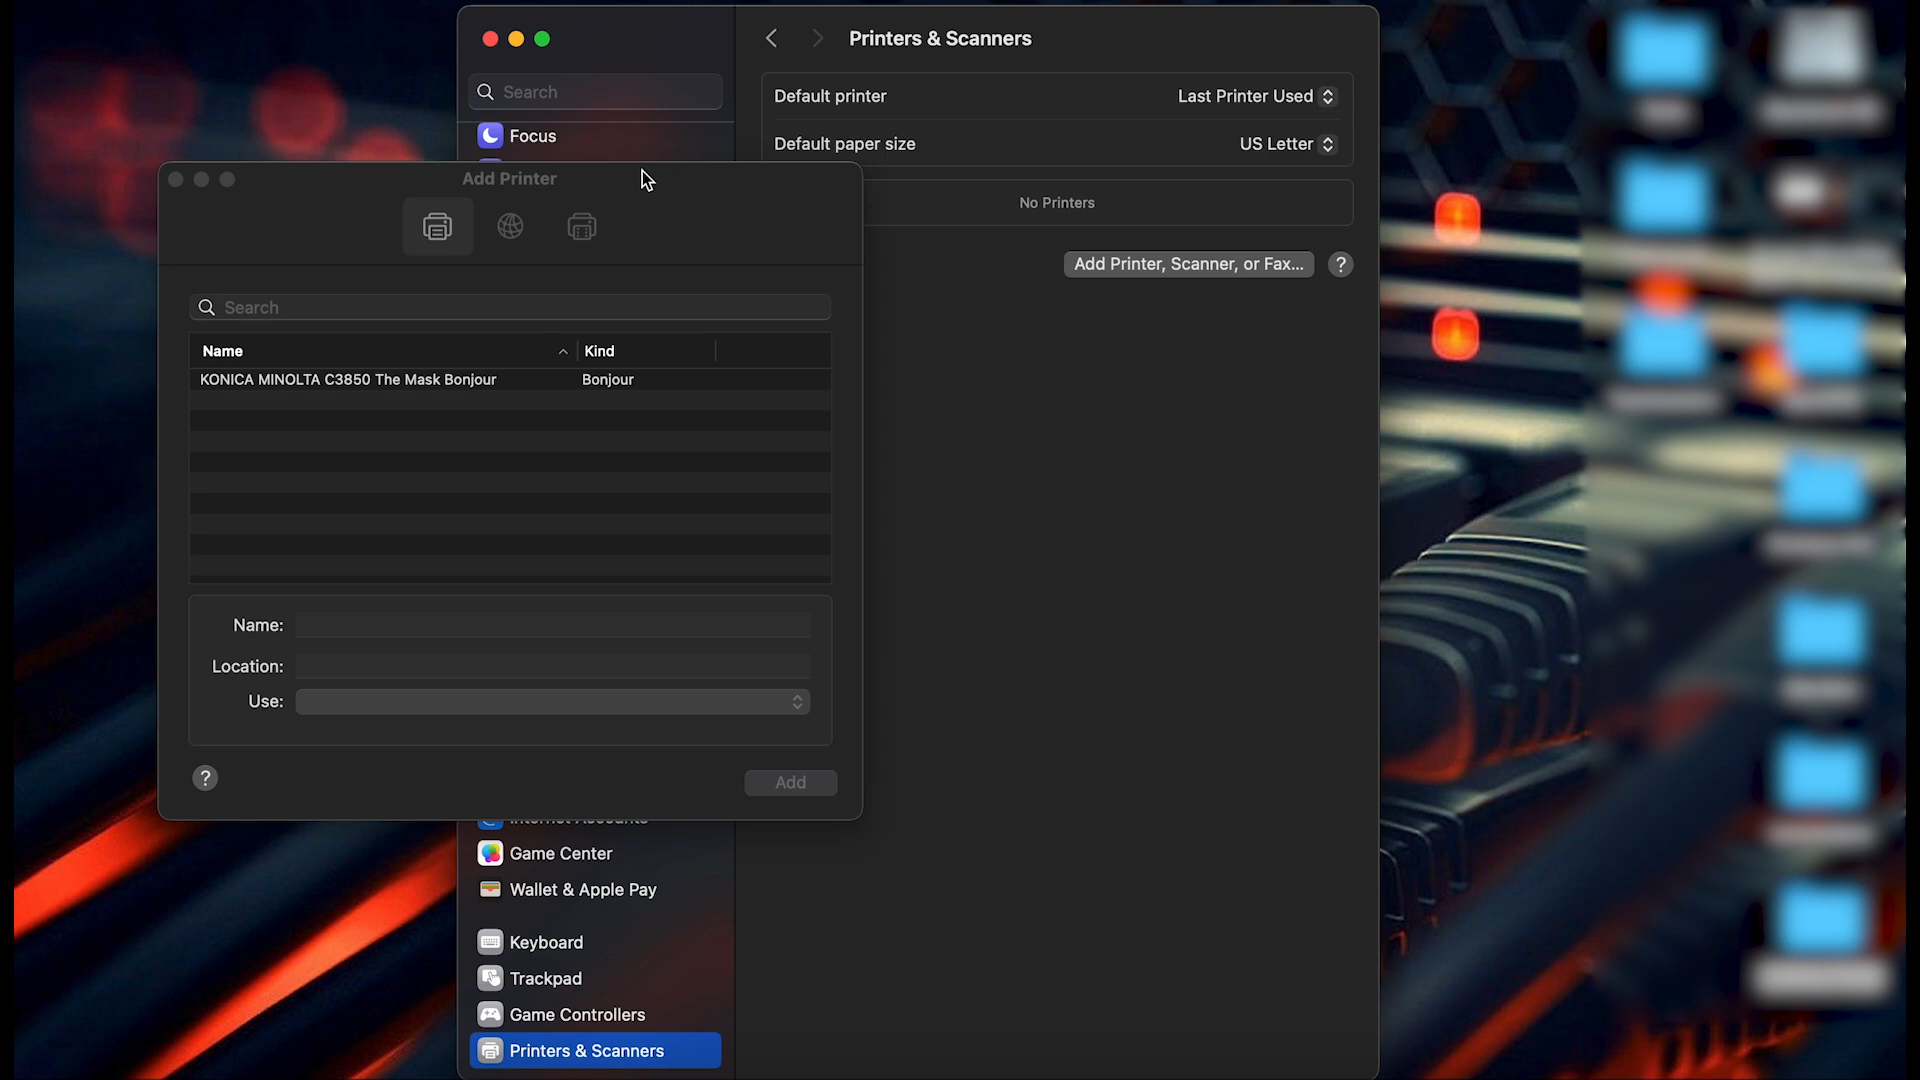 Printers & Scanners
Search
Default printer
Last Printer Used
Focus
Default paper size
US Letter
Add Printer
No Printers
Add Printer, Scanner, or Fax...
?
Search
Name
Kind
KONICA MINOLTA C3850 The Mask Bonjour
Bonjour
Name:
Location:
Use:
?
Add
Game Center
Wallet & Apple Pay
Keyboard
Trackpad
Game Controllers
Printers & Scanners